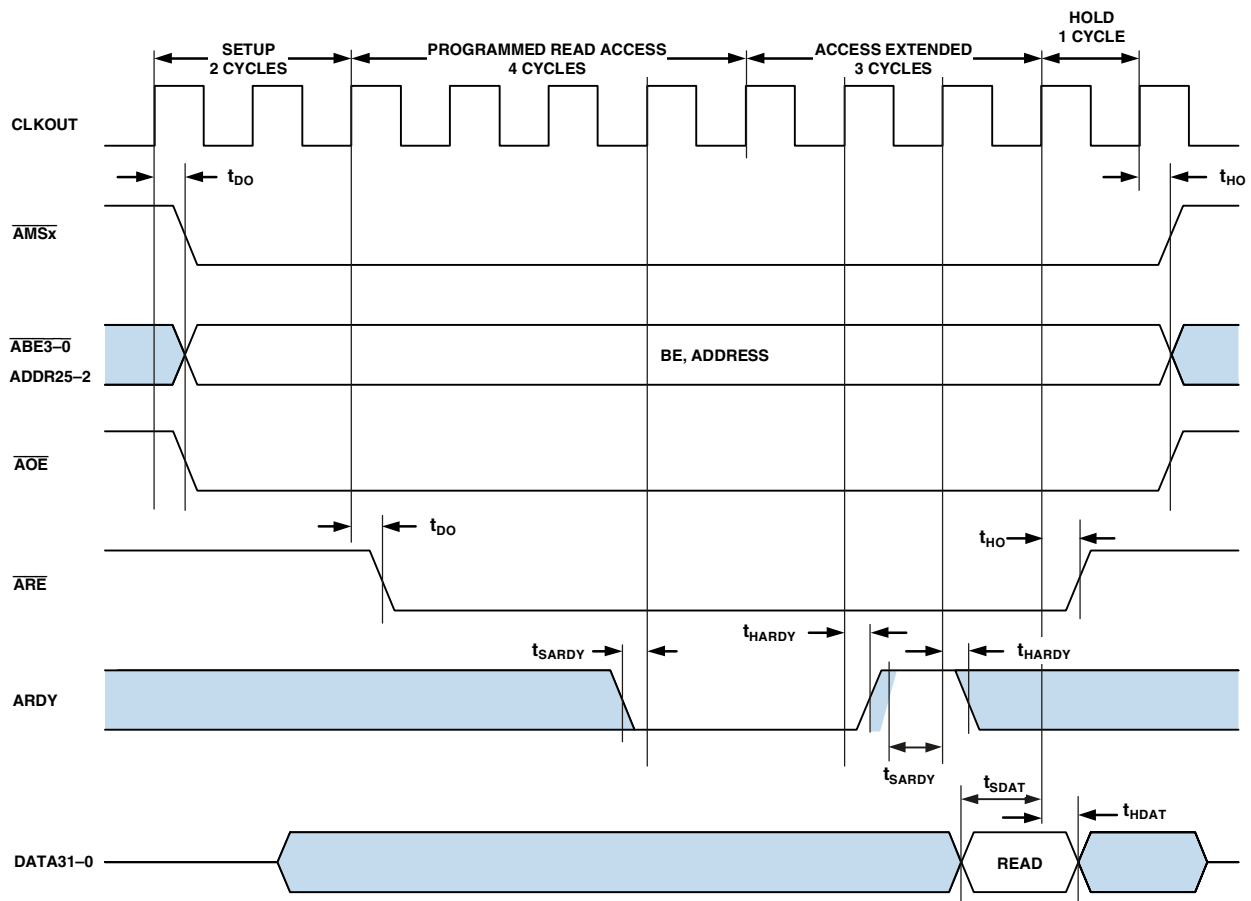 SETUP
2 CYCLES
PROGRAMMED READ ACCESS
4 CYCLES
ACCESS EXTENDED
3 CYCLES
HOLD
1 CYCLE
CLKOUT
tDO
tHO
AMSx
ABE3–0
BE, ADDRESS
ADDR25–2
AOE
tDO
tHO
ARE
tSARDY
tHARDY
tHARDY
ARDY
tSARDY
tSDAT
tHDAT
DATA31–0
READ